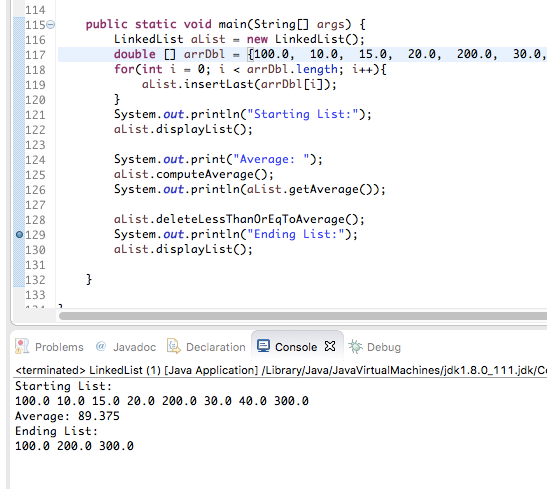 114
115 public static void main(String[] args) {
116 LinkedList aList = new LinkedList();
117 double [] arrDbl = {100.0, 10.0, 15.0, 20.0, 200.0, 30.0,
118 for(int i = 0; i < arrDbl.length; i++){
119 aList.insertLast(arrDbl[i]);
120 }
121 System.out.println("Starting List:");
122 aList.displayList();
123
124 System.out.print("Average: ");
125 aList.computeAverage();
126 System.out.println(aList.getAverage());
127
128 aList.deleteLessThanOrEqToAverage();
129 System.out.println("Ending List:");
130 aList.displayList();
131
132 }
133
Problems @ Javadoc Declaration Console Debug
<terminated> LinkedList (1) [Java Application] /Library/Java/JavaVirtualMachines/jdk1.8.0_111.jdk/Co
Starting List:
100.0 10.0 15.0 20.0 200.0 30.0 40.0 300.0
Average: 89.375
Ending List:
100.0 200.0 300.0